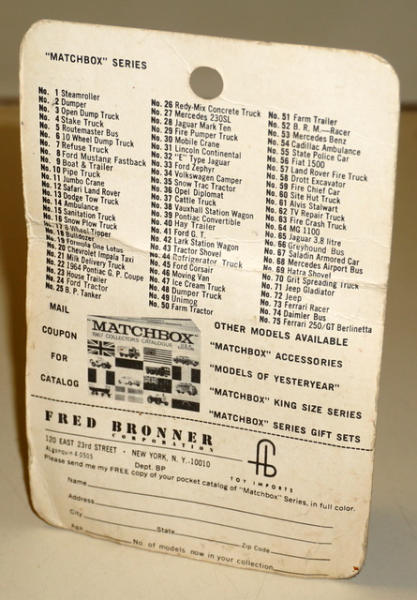 "MATCHBOX" SERIES
No. 1 Steamroller
No. 2 Dumper
No. 3 Open Dump Truck
No. 4 Stake Truck
No. 5 Routemaster Bus
No. 6 10 Wheel Dump Truck
No. 7 Refuse Truck
No. 8 Ford Mustang Fastback
No. 9 Boat & Trailer
No. 10 Pipe Truck
No. 11 Jumbo Crane
No. 12 Safari Land Rover
No. 13 Dodge Tow Truck
No. 14 Ambulance
No. 15 Sanitation Truck
No. 16 Snow Plow Truck
No. 17 8-Wheel Tipper
No. 18 Bulldozer
No. 19 Formula One Lotus
No. 20 Chevrolet Impala Taxi
No. 21 Milk Delivery Truck
No. 22 1964 Pontiac G.P. Coupe
No. 23 House Trailer
No. 24 Ford Tractor
No. 25 B.P. Tanker
No. 26 Redy-Mix Concrete Truck
No. 27 Mercedes 230SL
No. 28 Jaguar Mark Ten
No. 29 Fire Pumper Truck
No. 30 Mobile Crane
No. 31 Lincoln Continental
No. 32 "E" Type Jaguar
No. 33 Ford Zephyr
No. 34 Volkswagen Camper
No. 35 Snow Trac Tractor
No. 36 Opel Diplomat
No. 37 Cattle Truck
No. 38 Vauxhall Station Wagon
No. 39 Pontiac Convertible
No. 40 Hay Trailer
No. 41 Ford G. T.
No. 42 Lark Station Wagon
No. 43 Tractor Shovel
No. 44 Refrigerator Truck
No. 45 Ford Corsair
No. 46 Moving Van
No. 47 Ice Cream Truck
No. 48 Dumper Truck
No. 49 Unimog
No. 50 Farm Tractor
No. 51 Farm Trailer
No. 52 B. R. M.—Racer
No. 53 Mercedes Benz
No. 54 Cadillac Ambulance
No. 55 State Police Car
No. 56 Fiat 1500
No. 57 Land Rover Fire Truck
No. 58 Drott Excavator
No. 59 Fire Chief Car
No. 60 Site Hut Truck
No. 61 Alvis Stalwart
No. 62 TV Repair Truck
No. 63 Fire Crash Truck
No. 64 MG 1100
No. 65 Jaguar 3.8 litre
No. 66 Greyhound Bus
No. 67 Saladin Armored Car
No. 68 Mercedes Airport Bus
No. 69 Hatra Shovel
No. 70 Grit Spreading Truck
No. 71 Jeep Gladiator
No. 72 Jeep
No. 73 Ferrari Racer
No. 74 Daimler Bus
No. 75 Ferrari 250/GT Berlinetta
MAIL
COUPON
FOR
CATALOG
MATCHBOX
1967 COLLECTORS CATALOGUE
OTHER MODELS AVAILABLE
"MATCHBOX" ACCESSORIES
"MODELS OF YESTERYEAR"
"MATCHBOX" KING SIZE SERIES
"MATCHBOX" SERIES GIFT SETS
FRED BRONNER
CORPORATION
120 EAST 23rd STREET • NEW YORK, N. Y.-10010
ALgonquin 4 0505
Dept. BP
fb
TOY IMPORTS
Please send me my FREE copy of your pocket catalog of "Matchbox" Series, in full color.
Name
Address
City State Zip Code
Age No. of models now in your collection